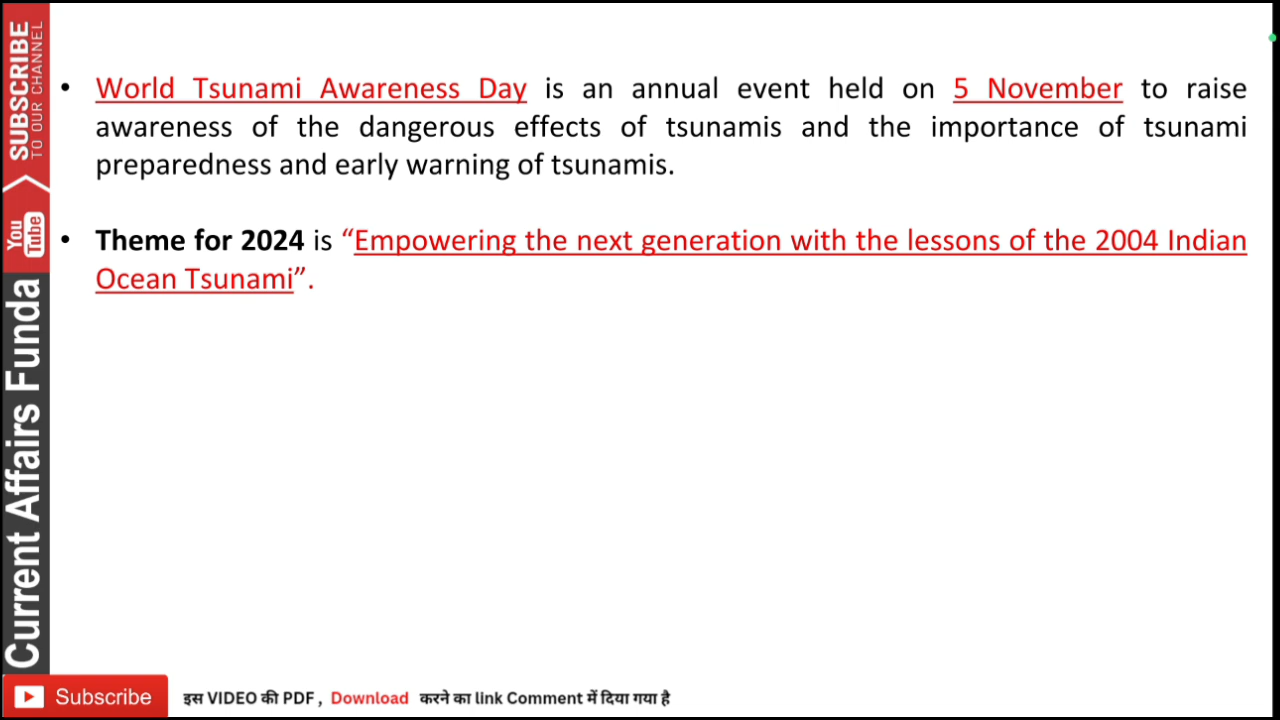 • World Tsunami Awareness Day is an annual event held on 5 November to raise
awareness of the dangerous effects of tsunamis and the importance of tsunami
preparedness and early warning of tsunamis.
• Theme for 2024 is “Empowering the next generation with the lessons of the 2004 Indian
Ocean Tsunami”.
SUBSCRIBE
TO OUR CHANNEL
You
Tube
Current Affairs Funda
Subscribe
इस VIDEO की PDF , Download करने का link Comment में दिया गया है